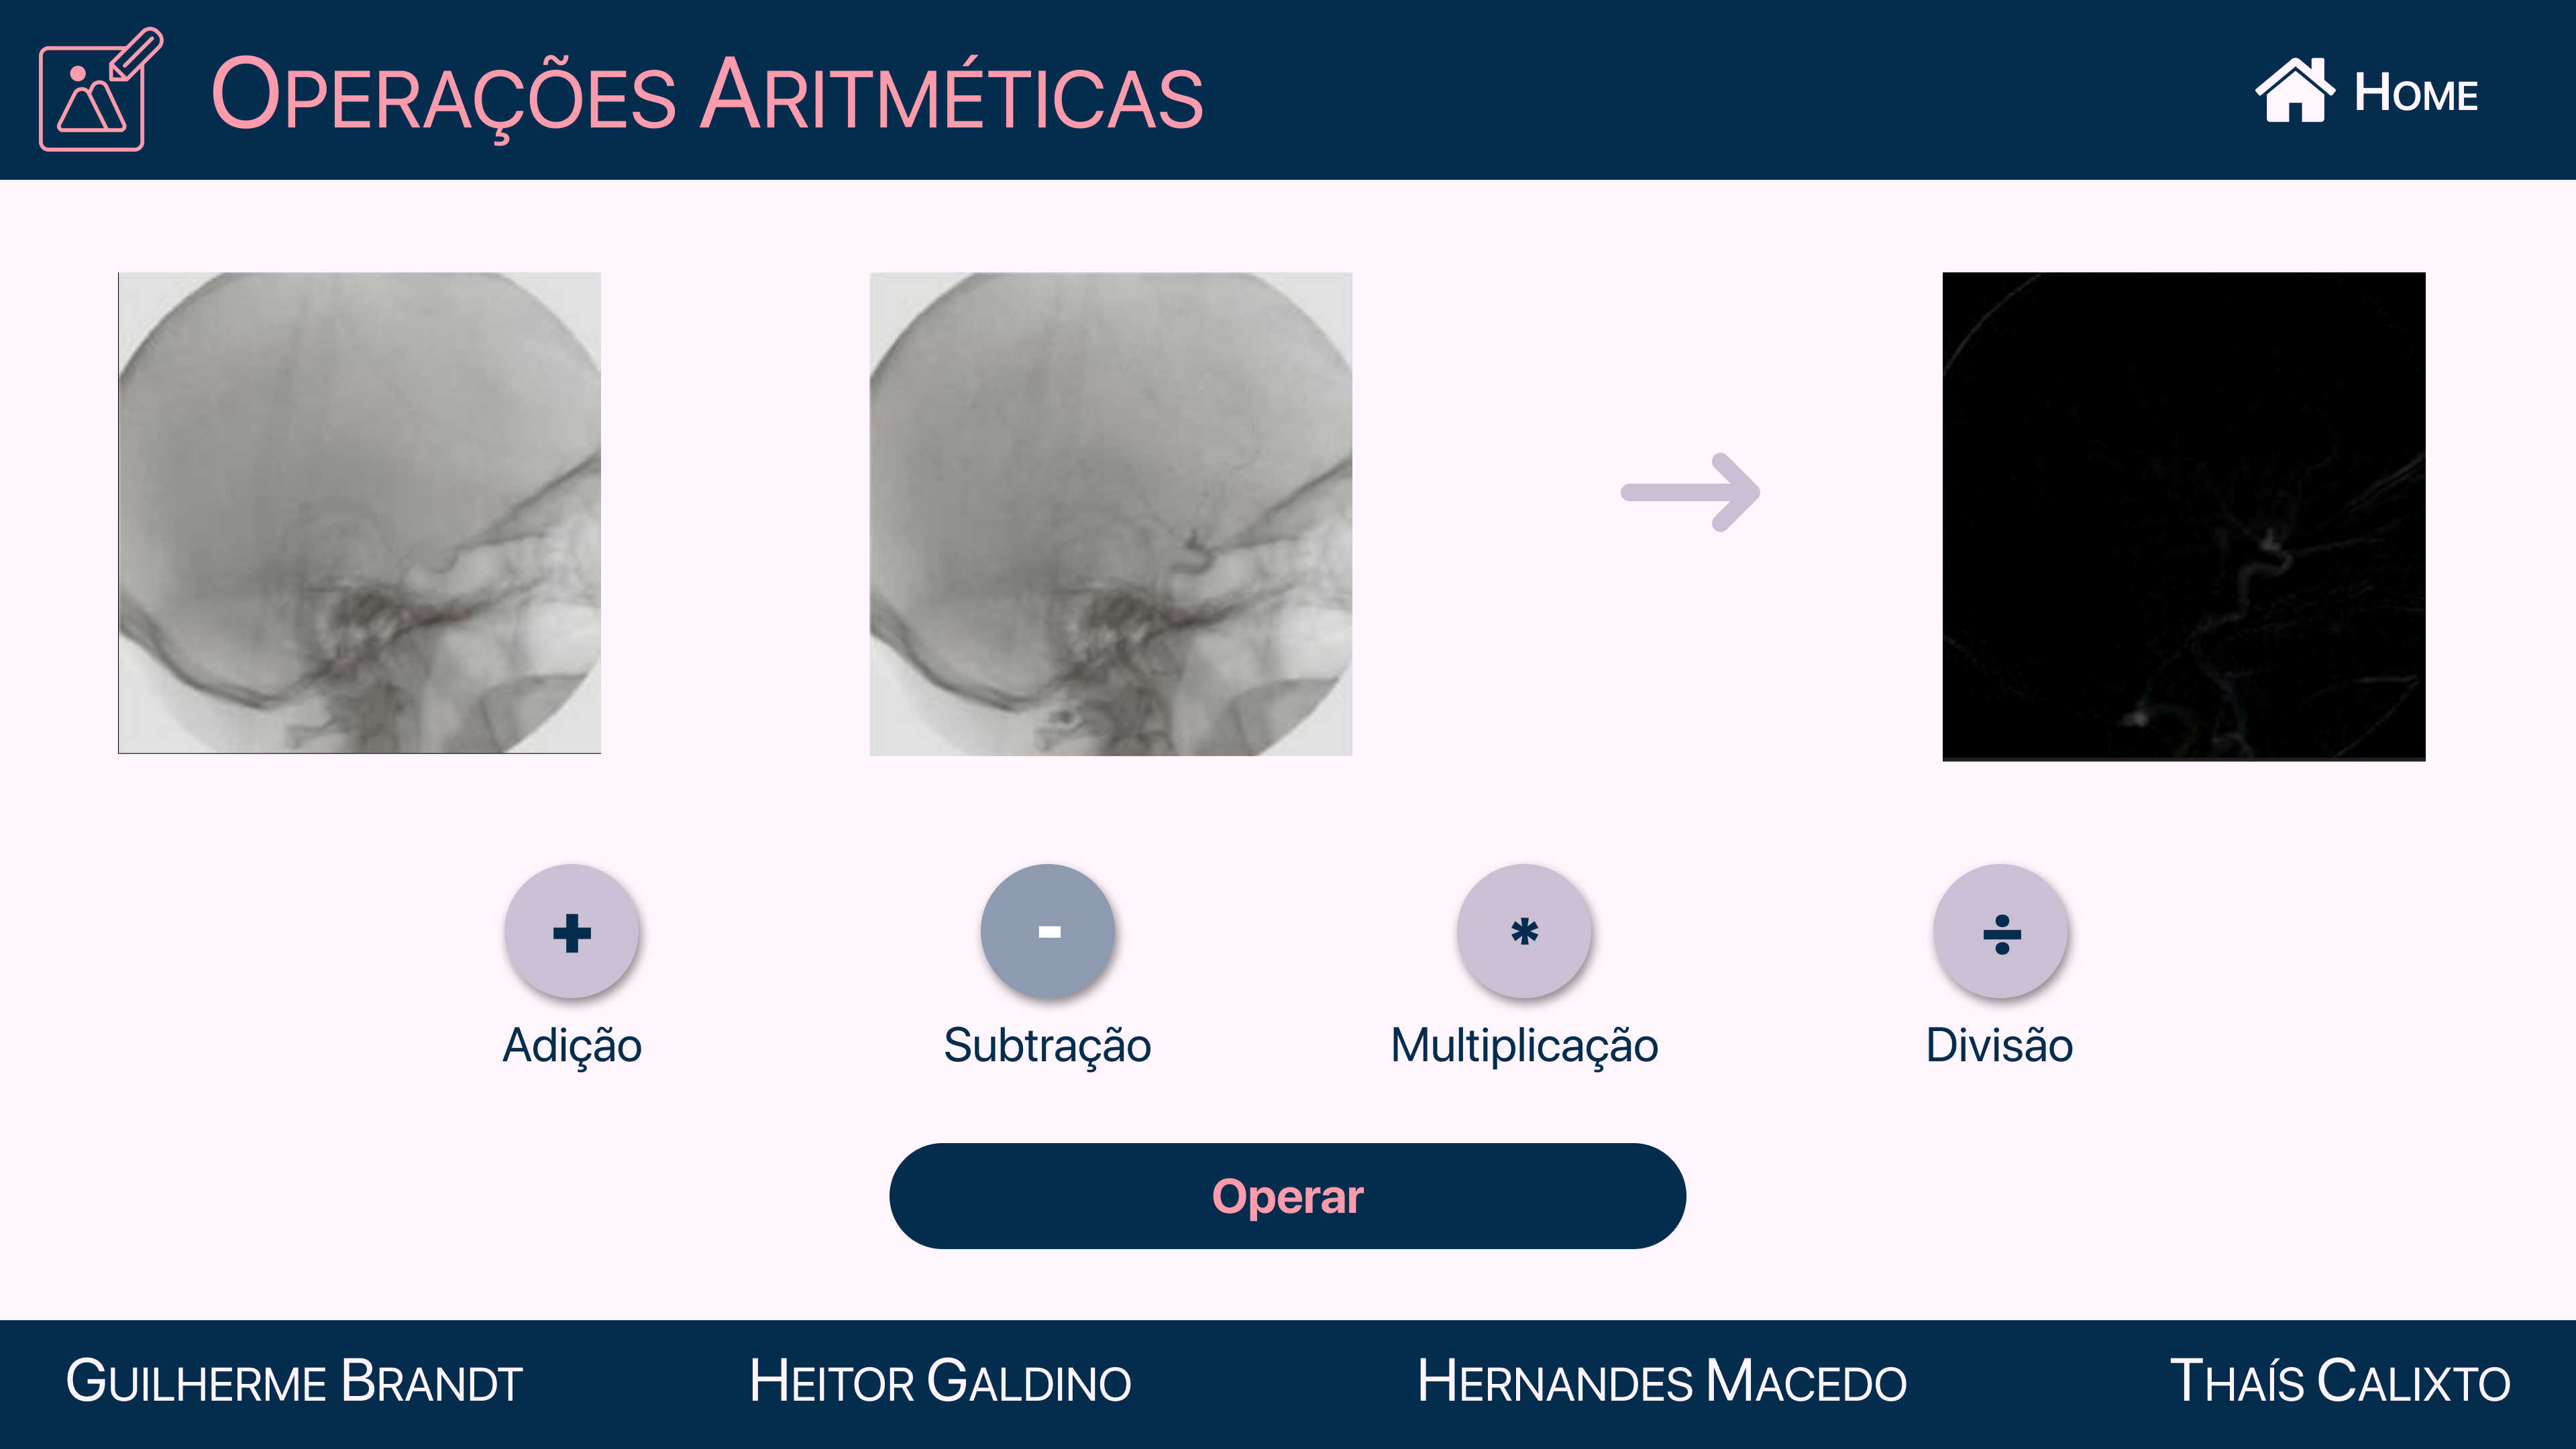 Operações Aritméticas
Home
+ - * ÷
Adição Subtração Multiplicação Divisão
Operar
Guilherme Brandt Heitor Galdino Hernandes Macedo Thaís Calixto